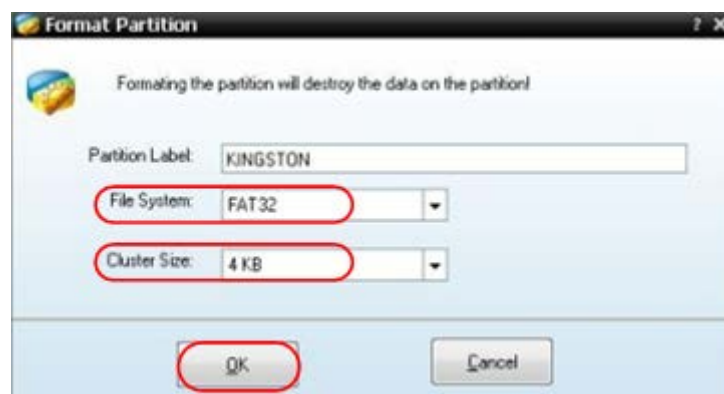 Format Partition
Formating the partition will destroy the data on the partition!
Partition Label: KINGSTON
File System: FAT32
Cluster Size: 4 KB
OK Cancel